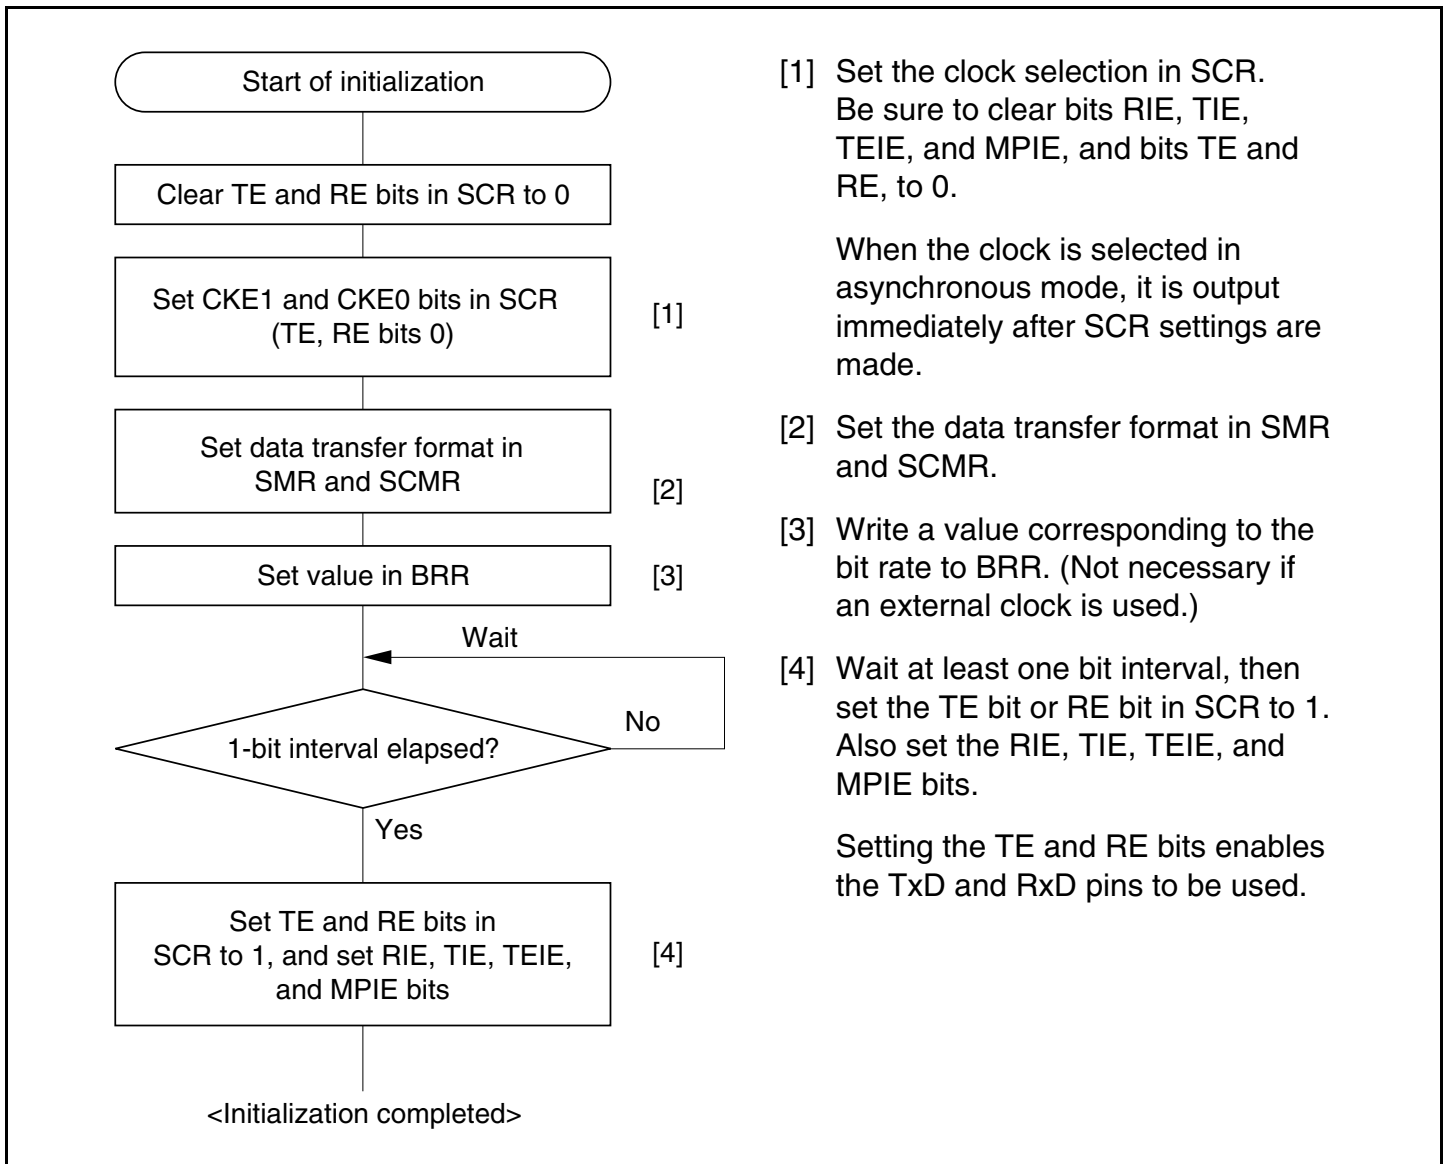 Start of initialization
Clear TE and RE bits in SCR to 0
Set CKE1 and CKE0 bits in SCR
(TE, RE bits 0)
[1]
Set data transfer format in
SMR and SCMR
[2]
Set value in BRR
[3]
Wait
No
1-bit interval elapsed?
Yes
Set TE and RE bits in
SCR to 1, and set RIE, TIE, TEIE,
and MPIE bits
[4]
<Initialization completed>
[1] Set the clock selection in SCR.
Be sure to clear bits RIE, TIE,
TEIE, and MPIE, and bits TE and
RE, to 0.
When the clock is selected in
asynchronous mode, it is output
immediately after SCR settings are
made.
[2] Set the data transfer format in SMR
and SCMR.
[3] Write a value corresponding to the
bit rate to BRR. (Not necessary if
an external clock is used.)
[4] Wait at least one bit interval, then
set the TE bit or RE bit in SCR to 1.
Also set the RIE, TIE, TEIE, and
MPIE bits.
Setting the TE and RE bits enables
the TxD and RxD pins to be used.